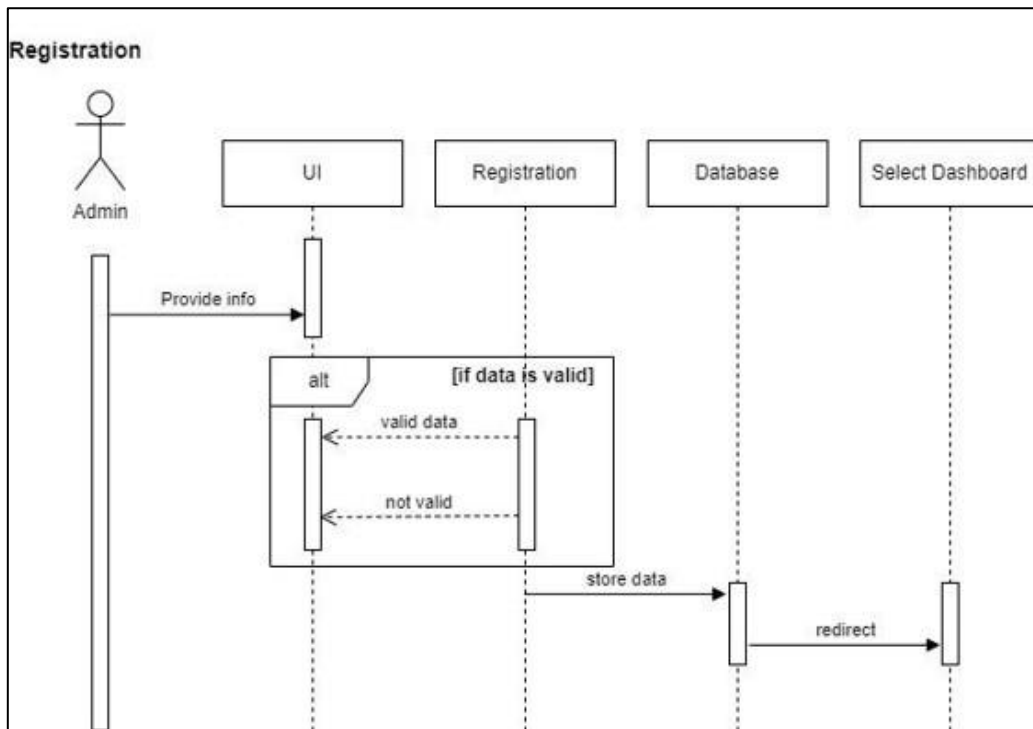 Registration
Admin
UI
Registration
Database
Select Dashboard
Provide info
alt
[if data is valid]
valid data
not valid
store data
redirect